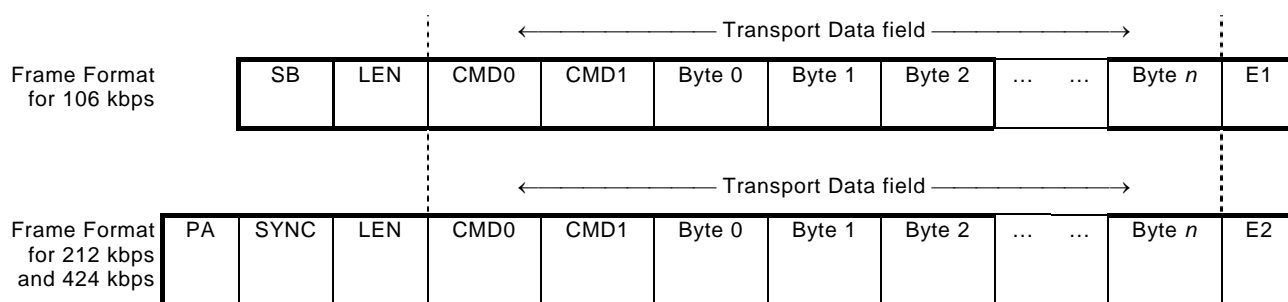 ← Transport Data field →
Frame Format for 106 kbps
SB LEN CMD0 CMD1 Byte 0 Byte 1 Byte 2 … … Byte n E1
← Transport Data field →
Frame Format for 212 kbps and 424 kbps
PA SYNC LEN CMD0 CMD1 Byte 0 Byte 1 Byte 2 … … Byte n E2